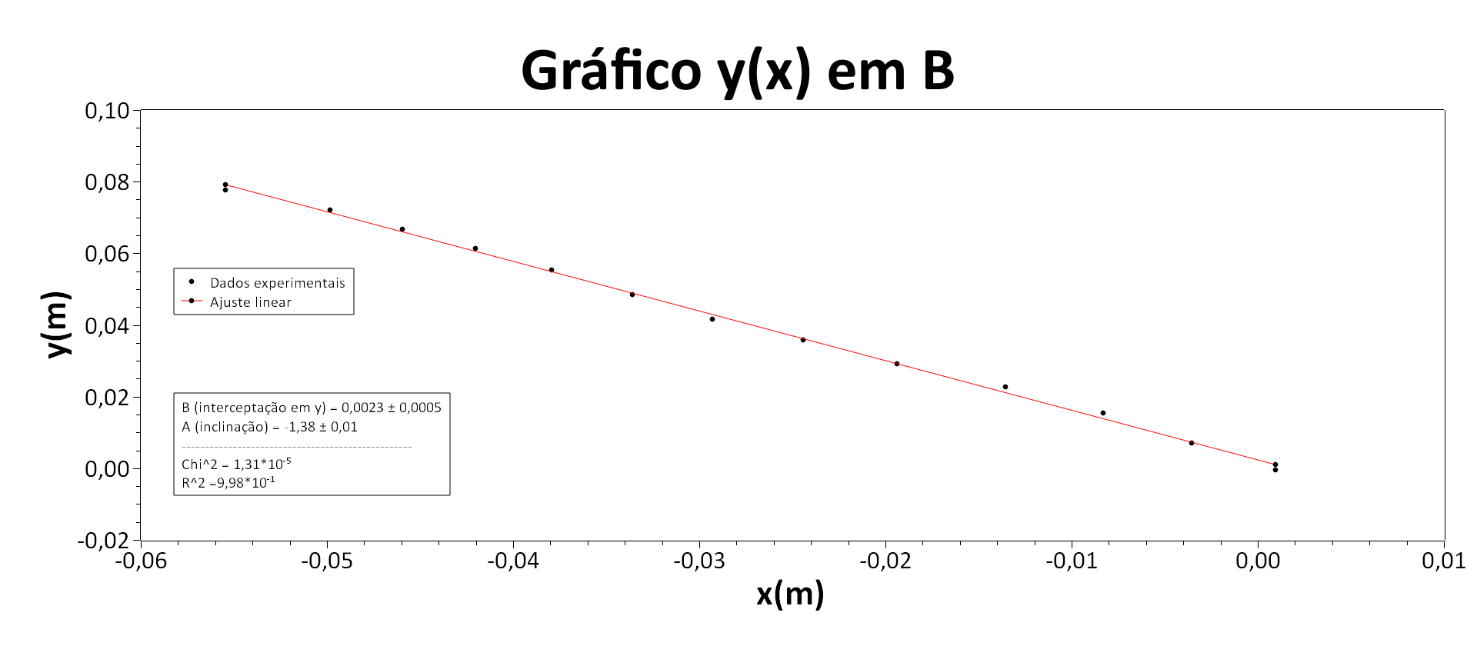 Gráfico y(x) em B
0,10
0,08
0,06
0,04
0,02
0,00
-0,02
y(m)
Dados experimentais
Ajuste linear
B (interceptação em y) = 0,0023 ± 0,0005
A (inclinação) = -1,38 ± 0,01
--------------------------------------------------
Chi^2 = 1,31*10⁻⁵
R^2 =9,98*10⁻¹
-0,06 -0,05 -0,04 -0,03 -0,02 -0,01 0,00 0,01
x(m)